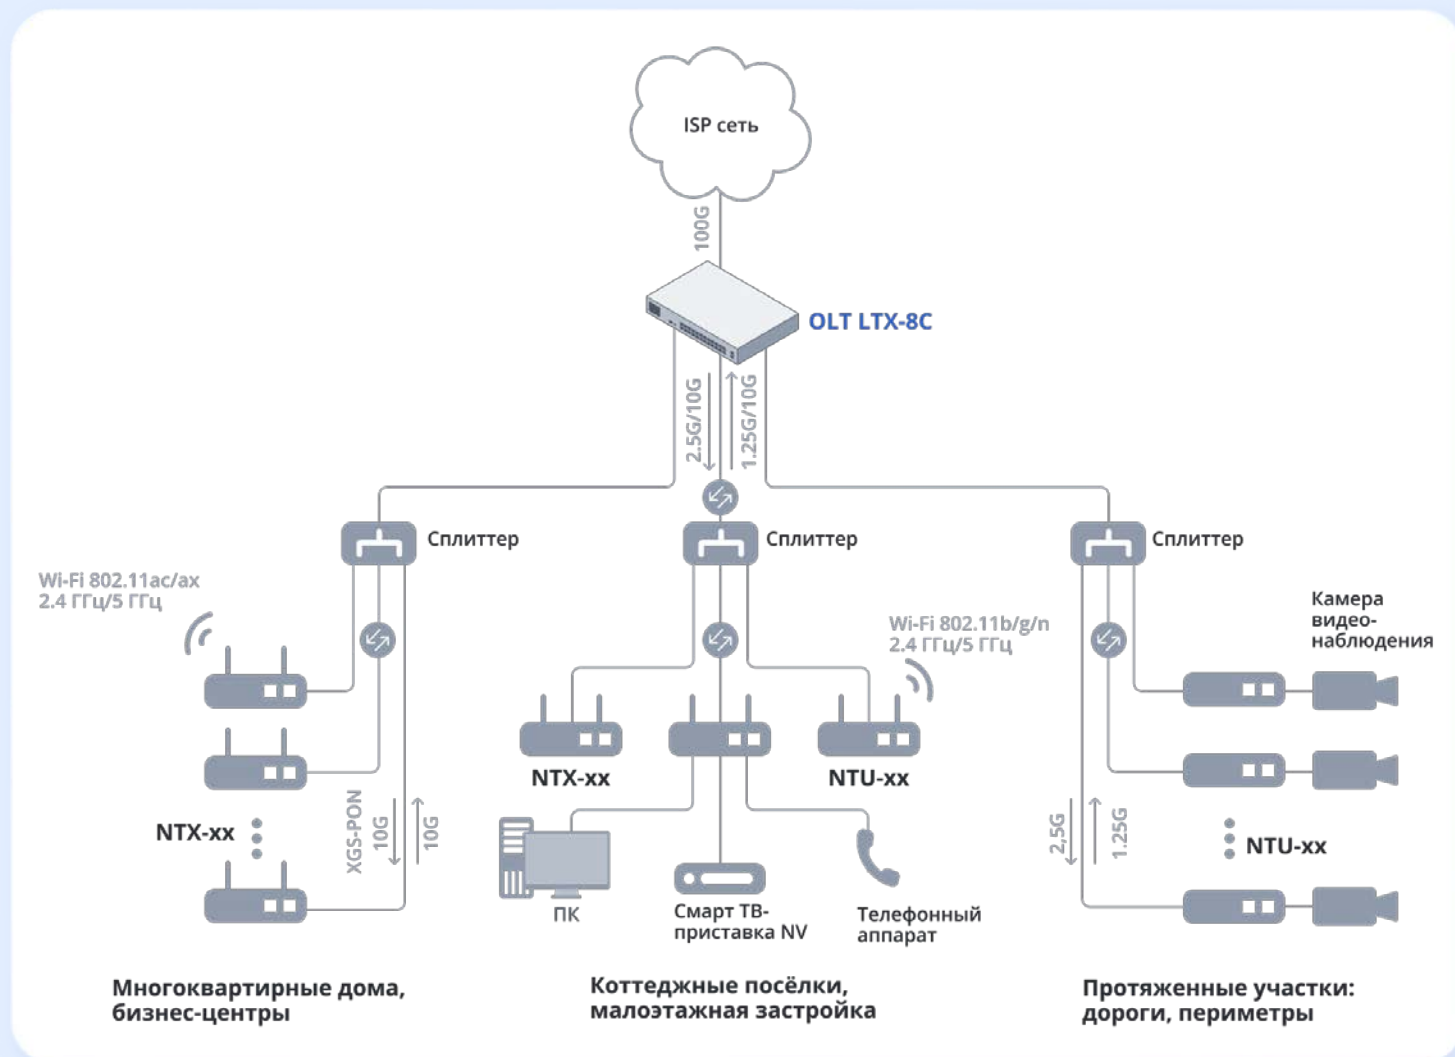 ISP сеть
100G
OLT LTX-8C
2.5G/10G
1.25G/10G
Сплиттер
Сплиттер
Сплиттер
Wi-Fi 802.11ac/ax
2.4 ГГц/5 ГГц
Wi-Fi 802.11b/g/n
2.4 ГГц/5 ГГц
Камера
видео-
наблюдения
NTX-xx
NTU-xx
NTX-xx
XGS-PON
10G
10G
2,5G
1.25G
NTU-xx
ПК
Смарт ТВ-
приставка NV
Телефонный
аппарат
Многоквартирные дома,
бизнес-центры
Коттеджные посёлки,
малоэтажная застройка
Протяженные участки:
дороги, периметры